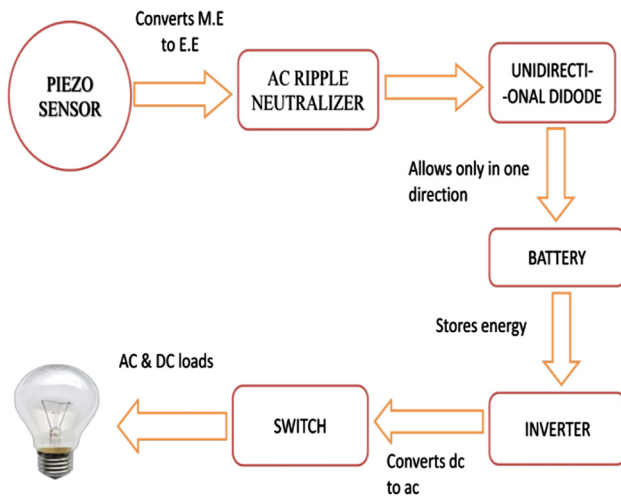 Converts M.E
to E.E
PIEZO
SENSOR
AC RIPPLE
NEUTRALIZER
UNIDIRECTI-
-ONAL DIDODE
Allows only in one
direction
BATTERY
Stores energy
INVERTER
Converts dc
to ac
SWITCH
AC & DC loads